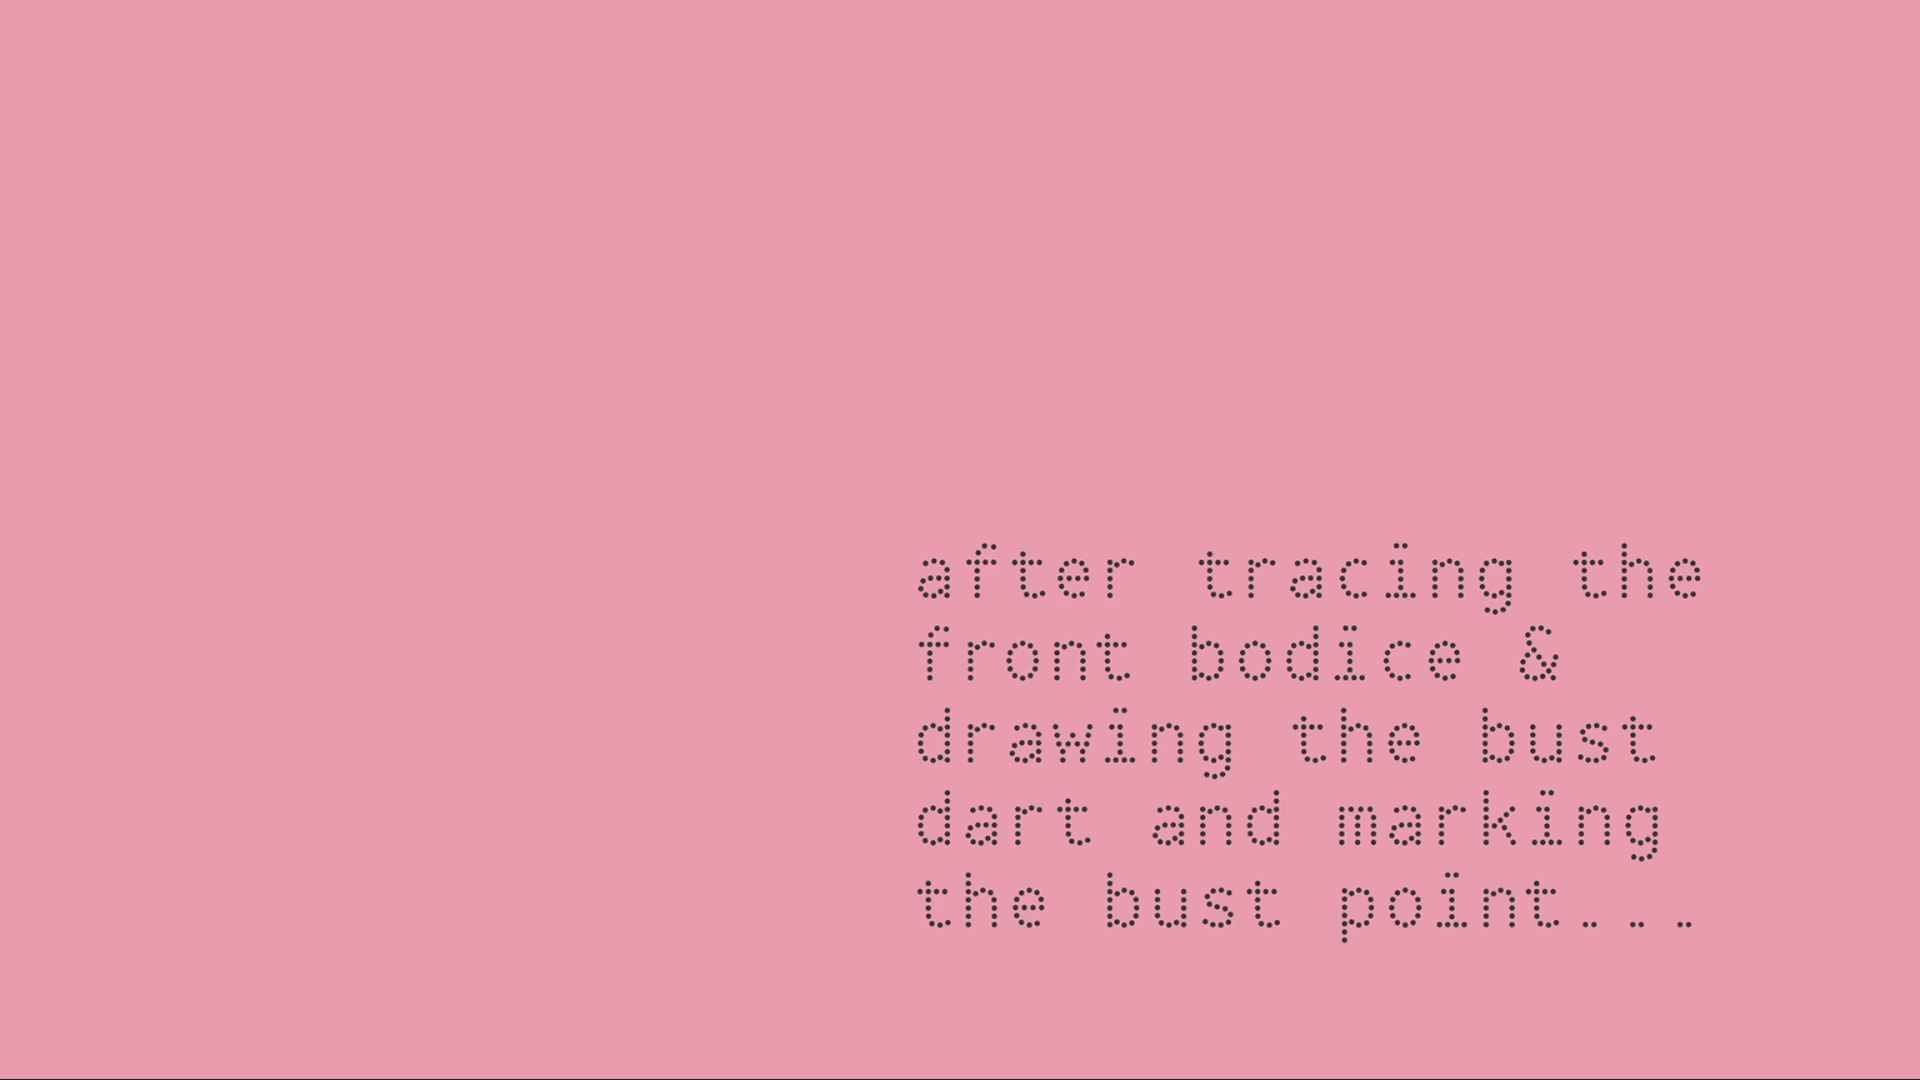 after tracing the
front bodice &
drawing the bust
dart and marking
the bust point...